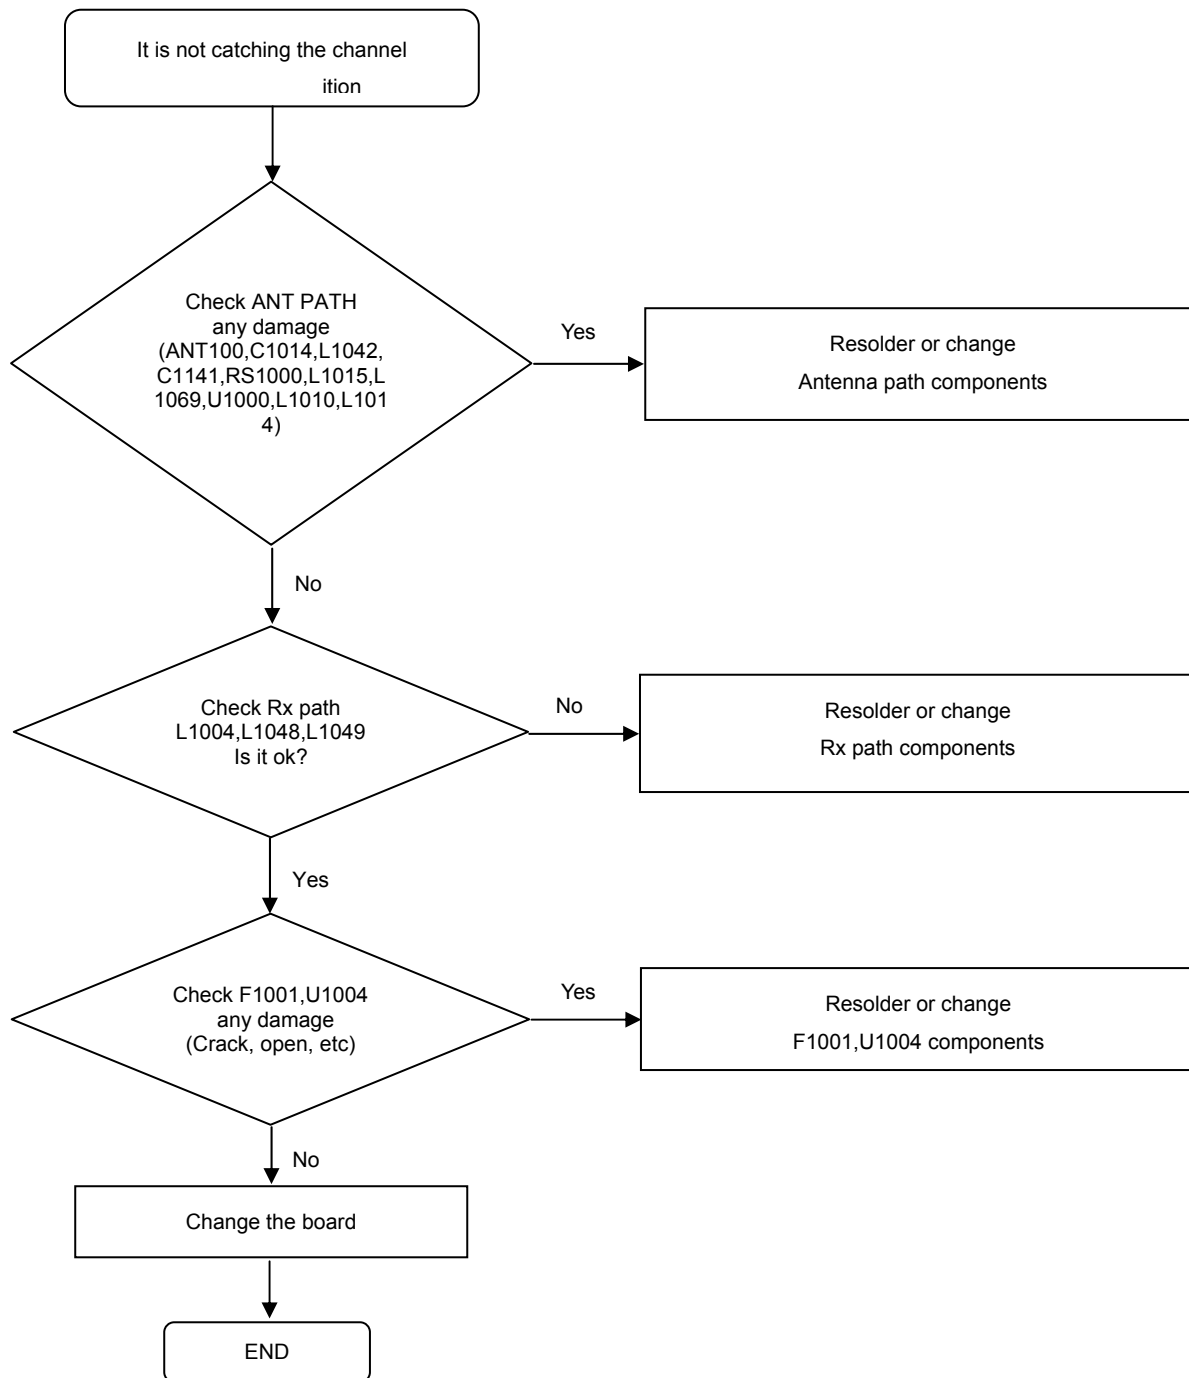 It is not catching the channel
ition
Check ANT PATH
any damage
(ANT100,C1014,L1042,
C1141,RS1000,L1015,L
1069,U1000,L1010,L101
4)
Yes
Resolder or change
Antenna path components
No
Check Rx path
L1004,L1048,L1049
Is it ok?
No
Resolder or change
Rx path components
Yes
Check F1001,U1004
any damage
(Crack, open, etc)
Yes
Resolder or change
F1001,U1004 components
No
Change the board
END